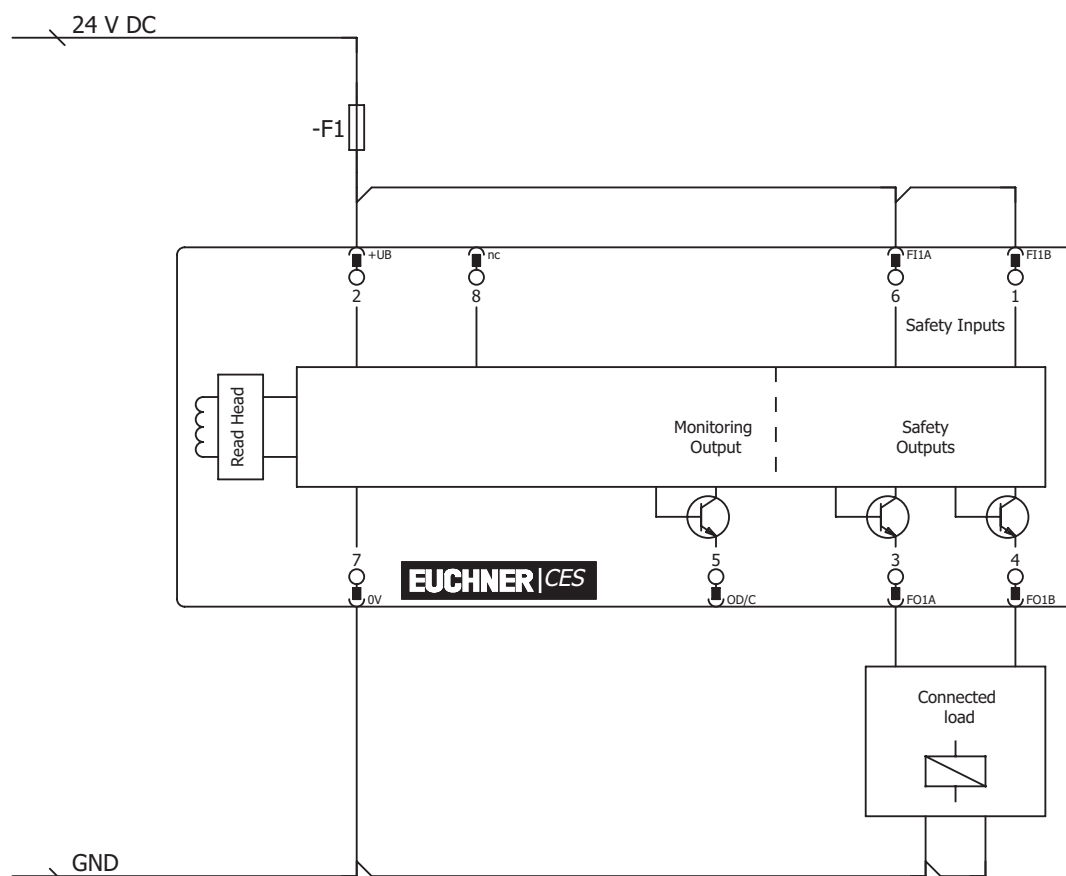 24 V DC
-F1
+UB
nc
FI1A
FI1B
2
8
6
1
Safety Inputs
Read Head
Monitoring
Output
Safety
Outputs
7
5
3
4
EUCHNER CES
0V
OD/C
FO1A
FO1B
Connected
load
GND